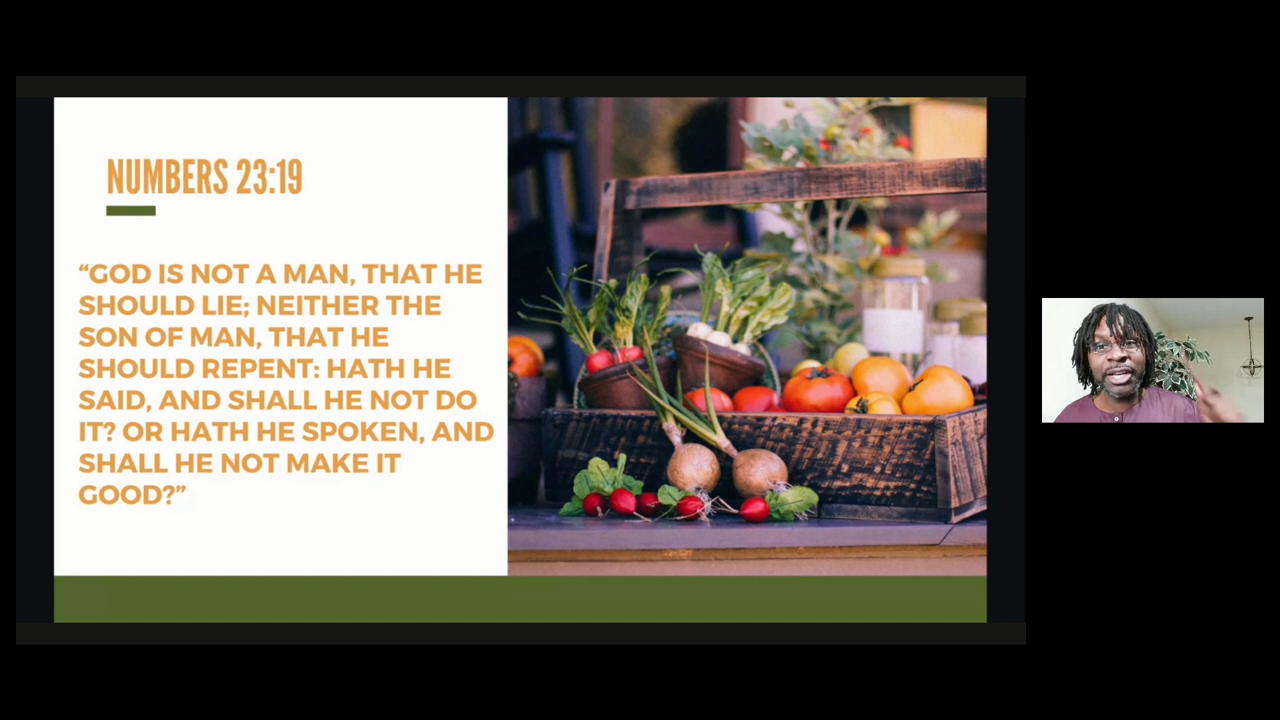 NUMBERS 23:19
“GOD IS NOT A MAN, THAT HE
SHOULD LIE; NEITHER THE
SON OF MAN, THAT HE
SHOULD REPENT: HATH HE
SAID, AND SHALL HE NOT DO
IT? OR HATH HE SPOKEN, AND
SHALL HE NOT MAKE IT
GOOD?”